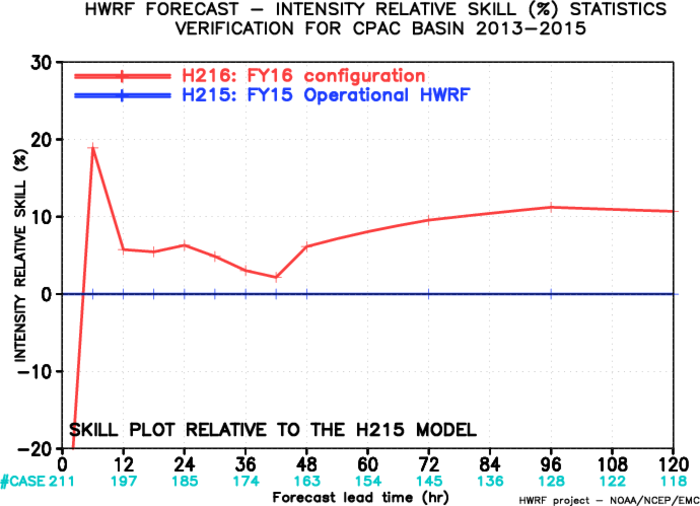 HWRF FORECAST – INTENSITY RELATIVE SKILL (%) STATISTICS
VERIFICATION FOR CPAC BASIN 2013–2015
INTENSITY RELATIVE SKILL (%)
30
20
10
0
−10
−20
H216: FY16 configuration
H215: FY15 Operational HWRF
SKILL PLOT RELATIVE TO THE H215 MODEL
0 12 24 36 48 60 72 84 96 108 120
#CASE 211 197 185 174 163 154 145 136 128 122 118
Forecast lead time (hr)
HWRF project – NOAA/NCEP/EMC